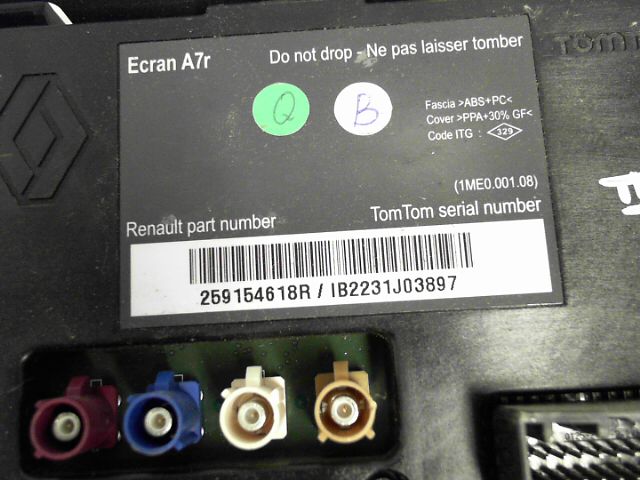 Ecran A7r
Do not drop - Ne pas laisser tomber
Q
B
Fascia >ABS+PC<
Cover >PPA+30% GF<
Code ITG : 329
(1ME0.001.08)
Renault part number
TomTom serial number
259154618R / IB2231J03897
TOMT